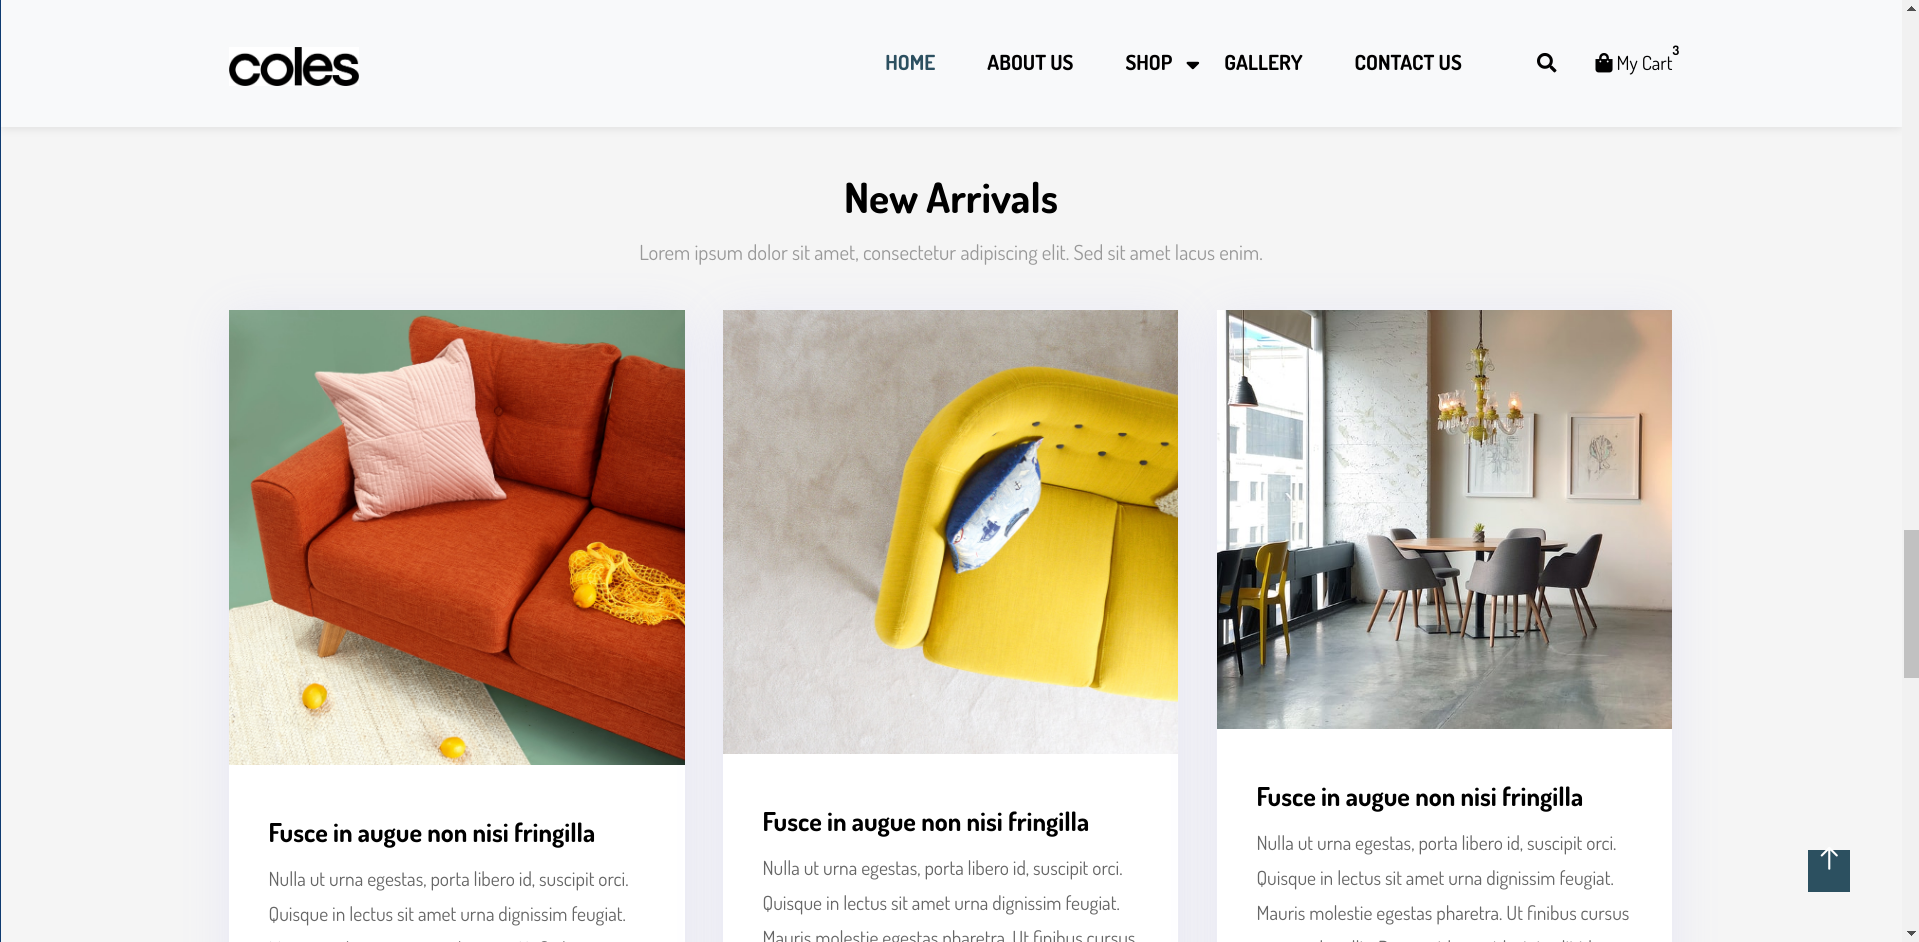 coles
HOME ABOUT US SHOP GALLERY CONTACT US My Cart 3
New Arrivals
Lorem ipsum dolor sit amet, consectetur adipiscing elit. Sed sit amet lacus enim.
Fusce in augue non nisi fringilla
Nulla ut urna egestas, porta libero id, suscipit orci.
Quisque in lectus sit amet urna dignissim feugiat.
Fusce in augue non nisi fringilla
Nulla ut urna egestas, porta libero id, suscipit orci.
Quisque in lectus sit amet urna dignissim feugiat.
Mauris molestie egestas pharetra. Ut finibus cursus
Fusce in augue non nisi fringilla
Nulla ut urna egestas, porta libero id, suscipit orci.
Quisque in lectus sit amet urna dignissim feugiat.
Mauris molestie egestas pharetra. Ut finibus cursus